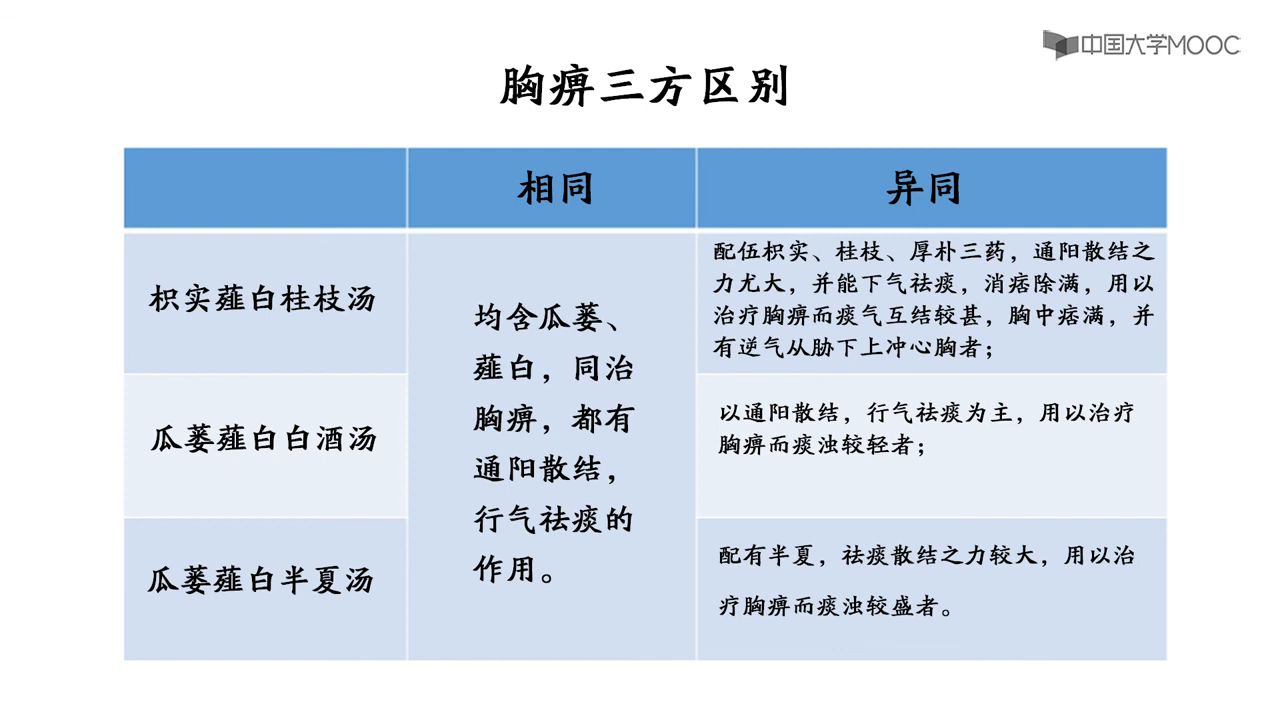 中国大学MOOC
胸痹三方区别
相同
异同
枳实薤白桂枝汤
均含瓜蒌、
薤白，同治
胸痹，都有
通阳散结，
行气祛痰的
作用。
配伍枳实、桂枝、厚朴三药，通阳散结之
力尤大，并能下气祛痰，消痞除满，用以
治疗胸痹而痰气互结较甚，胸中痞满，并
有逆气从胁下上冲心胸者；
瓜蒌薤白白酒汤
以通阳散结，行气祛痰为主，用以治疗
胸痹而痰浊较轻者；
瓜蒌薤白半夏汤
配有半夏，祛痰散结之力较大，用以治
疗胸痹而痰浊较盛者。